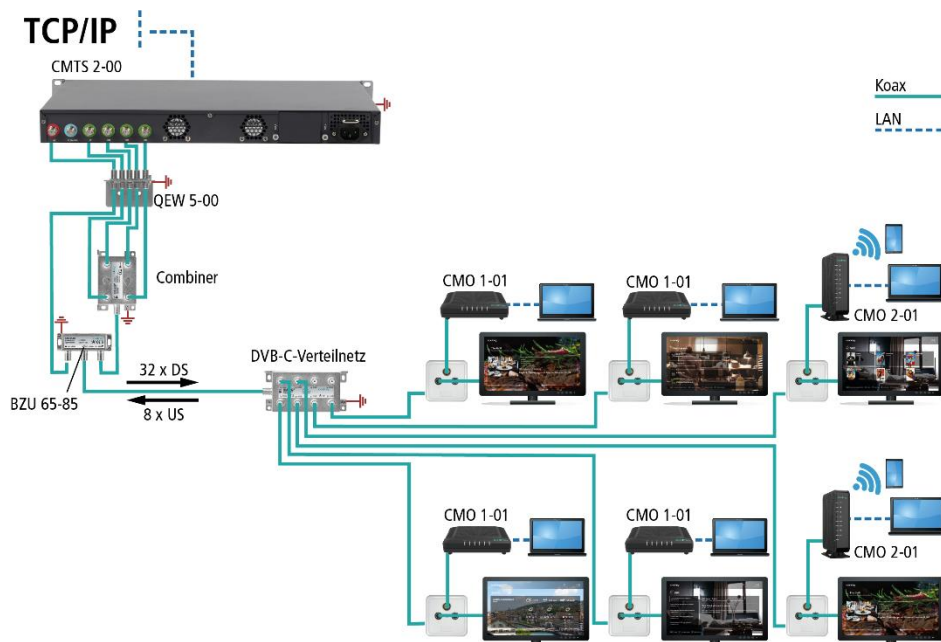 TCP/IP
CMTS 2-00
Koax
LAN
QEW 5-00
Combiner
CMO 1-01
CMO 1-01
CMO 2-01
DVB-C-Verteilnetz
32 x DS
8 x US
BZU 65-85
CMO 1-01
CMO 1-01
CMO 2-01